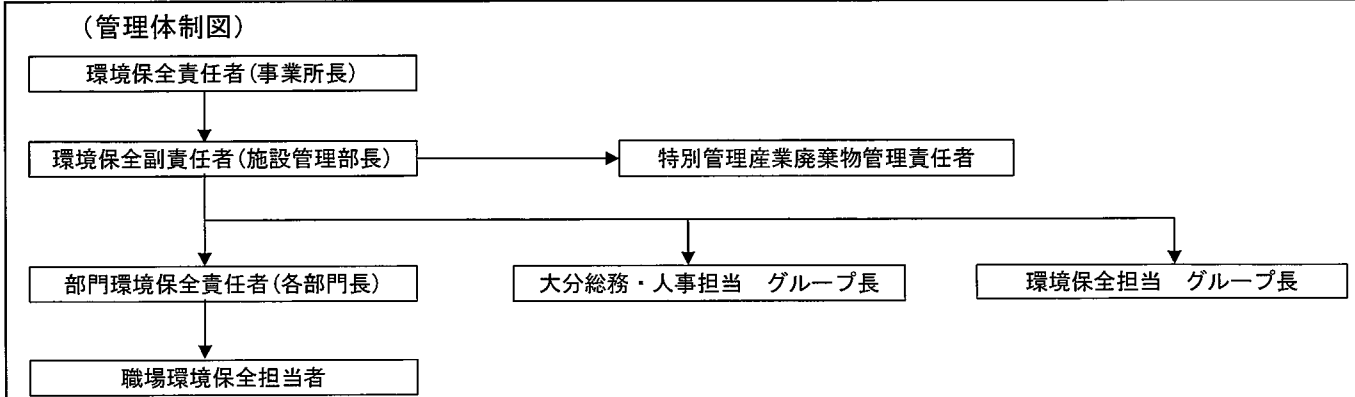 (管理体制図)
環境保全責任者(事業所長)
環境保全副責任者(施設管理部長)
特別管理産業廃棄物管理責任者
部門環境保全責任者(各部門長)
大分総務・人事担当　グループ長
環境保全担当　グループ長
職場環境保全担当者